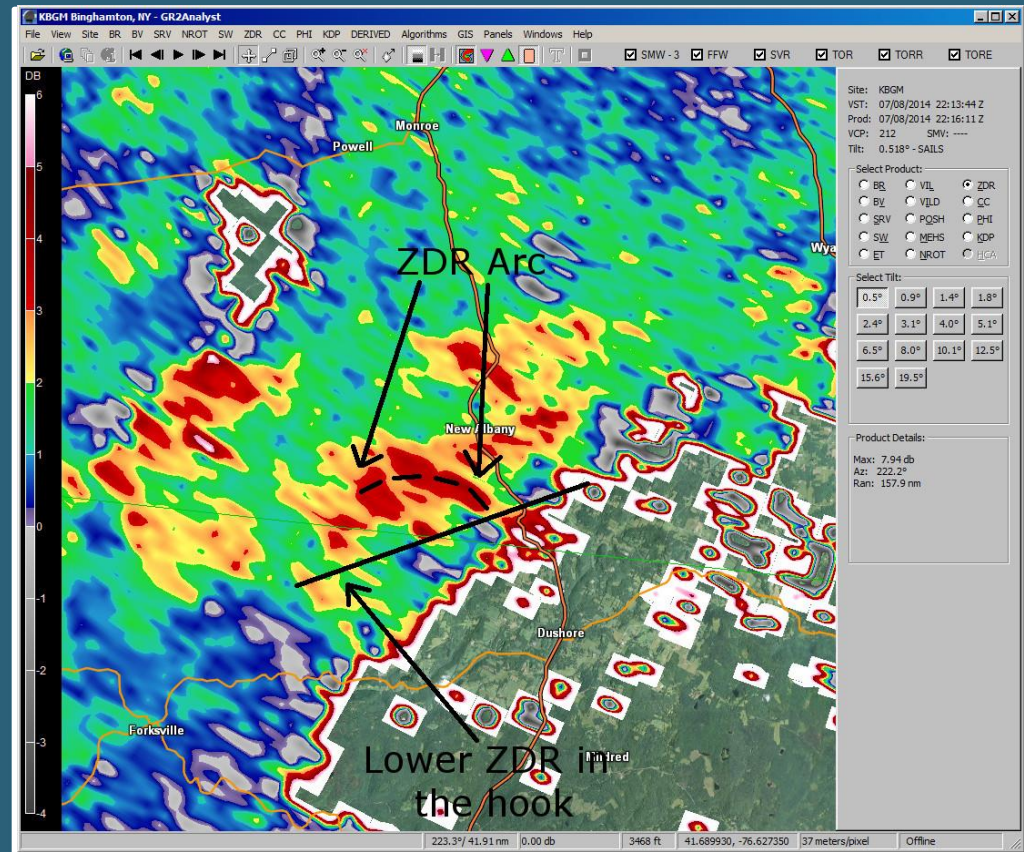 KBGM Binghamton, NY - GR2Analyst
File View Site BR BV SRV NROT SW ZDR CC PHI KDP DERIVED Algorithms GIS Panels Windows Help
SMW - 3 FFW SVR TOR TORR TORE
DB
6
5
4
3
2
1
0
-1
-2
-3
-4
Monroe
Powell
Wya
ZDR Arc
New Albany
Dushore
Forksville
Mildred
Lower ZDR in
the hook
Site: KBGM
VST: 07/08/2014 22:13:44 Z
Prod: 07/08/2014 22:16:11 Z
VCP: 212 SMV: ----
Tilt: 0.518° - SAILS
Select Product:
BR VIL ZDR
BV VILD CC
SRV POSH PHI
SW MEHS KDP
ET NROT HCA
Select Tilt:
0.5° 0.9° 1.4° 1.8°
2.4° 3.1° 4.0° 5.1°
6.5° 8.0° 10.1° 12.5°
15.6° 19.5°
Product Details:
Max: 7.94 db
Az: 222.2°
Ran: 157.9 nm
223.3°/ 41.91 nm 0.00 db 3468 ft 41.689930, -76.627350 37 meters/pixel Offline